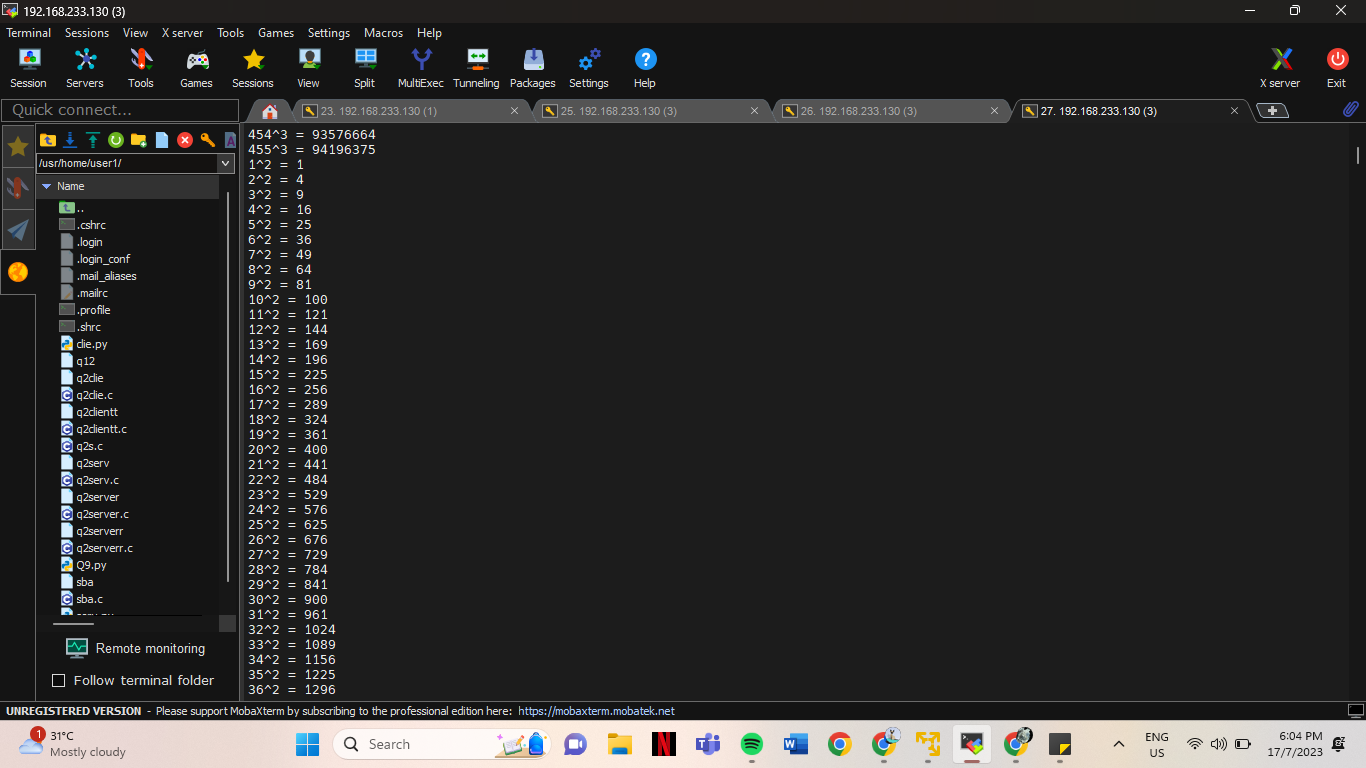 192.168.233.130 (3)
Terminal Sessions View X server Tools Games Settings Macros Help
Session Servers Tools Games Sessions View Split MultiExec Tunneling Packages Settings Help X server Exit
Quick connect...
23. 192.168.233.130 (1)
25. 192.168.233.130 (3)
26. 192.168.233.130 (3)
27. 192.168.233.130 (3)
/usr/home/user1/
Name
..
.cshrc
.login
.login_conf
.mail_aliases
.mailrc
.profile
.shrc
clie.py
q12
q2clie
q2clie.c
q2clientt
q2clientt.c
q2s.c
q2serv
q2serv.c
q2server
q2server.c
q2serverr
q2serverr.c
Q9.py
sba
sba.c
Remote monitoring
Follow terminal folder
454^3 = 93576664
455^3 = 94196375
1^2 = 1
2^2 = 4
3^2 = 9
4^2 = 16
5^2 = 25
6^2 = 36
7^2 = 49
8^2 = 64
9^2 = 81
10^2 = 100
11^2 = 121
12^2 = 144
13^2 = 169
14^2 = 196
15^2 = 225
16^2 = 256
17^2 = 289
18^2 = 324
19^2 = 361
20^2 = 400
21^2 = 441
22^2 = 484
23^2 = 529
24^2 = 576
25^2 = 625
26^2 = 676
27^2 = 729
28^2 = 784
29^2 = 841
30^2 = 900
31^2 = 961
32^2 = 1024
33^2 = 1089
34^2 = 1156
35^2 = 1225
36^2 = 1296
UNREGISTERED VERSION - Please support MobaXterm by subscribing to the professional edition here: https://mobaxterm.mobatek.net
1
31°C
Mostly cloudy
Search
ENG
US
6:04 PM
17/7/2023